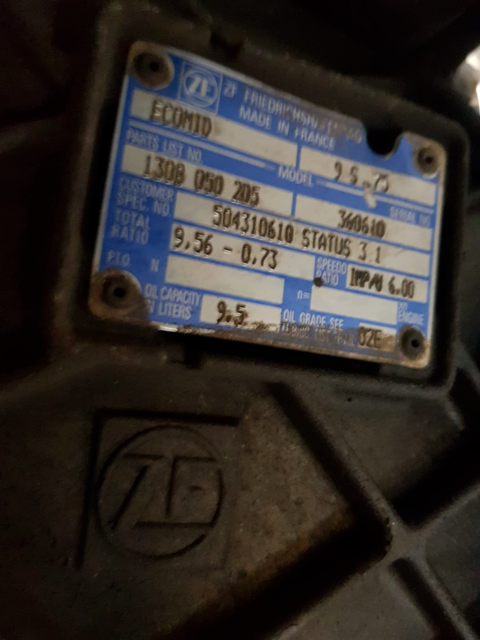 ZF
ZF FRIEDRICHSHAFEN AG
MADE IN FRANCE
ECOMID
9 S 75
PARTS LIST NO. MODEL
1308 050 205 360610
SERIAL NO.
CUSTOMER SPEC. NO 504310610 STATUS 3.1
TOTAL RATIO 9,56 - 0,73 SPEEDO RATIO IMP/U 6.00
P.T.O. N n= ENGINE
OIL CAPACITY LITERS 9.5 OIL GRADE SEE 02E
ZF